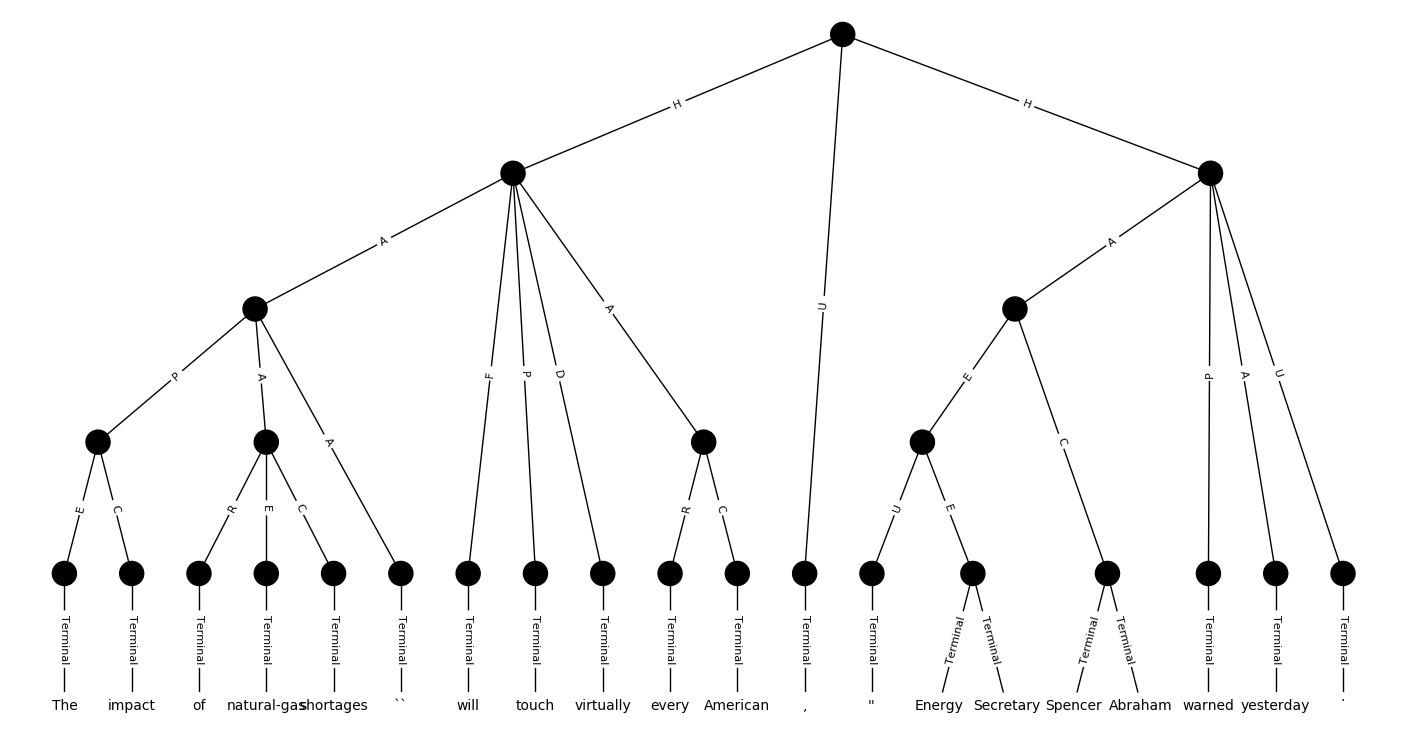 H H
A U A
P A A F P D A E C P A U
E C R E C R C U E
Terminal Terminal Terminal Terminal Terminal Terminal Terminal Terminal Terminal Terminal Terminal Terminal Terminal Terminal Terminal Terminal Terminal Terminal Terminal Terminal
The impact of natural-gas shortages `` will touch virtually every American , " Energy Secretary Spencer Abraham warned yesterday .